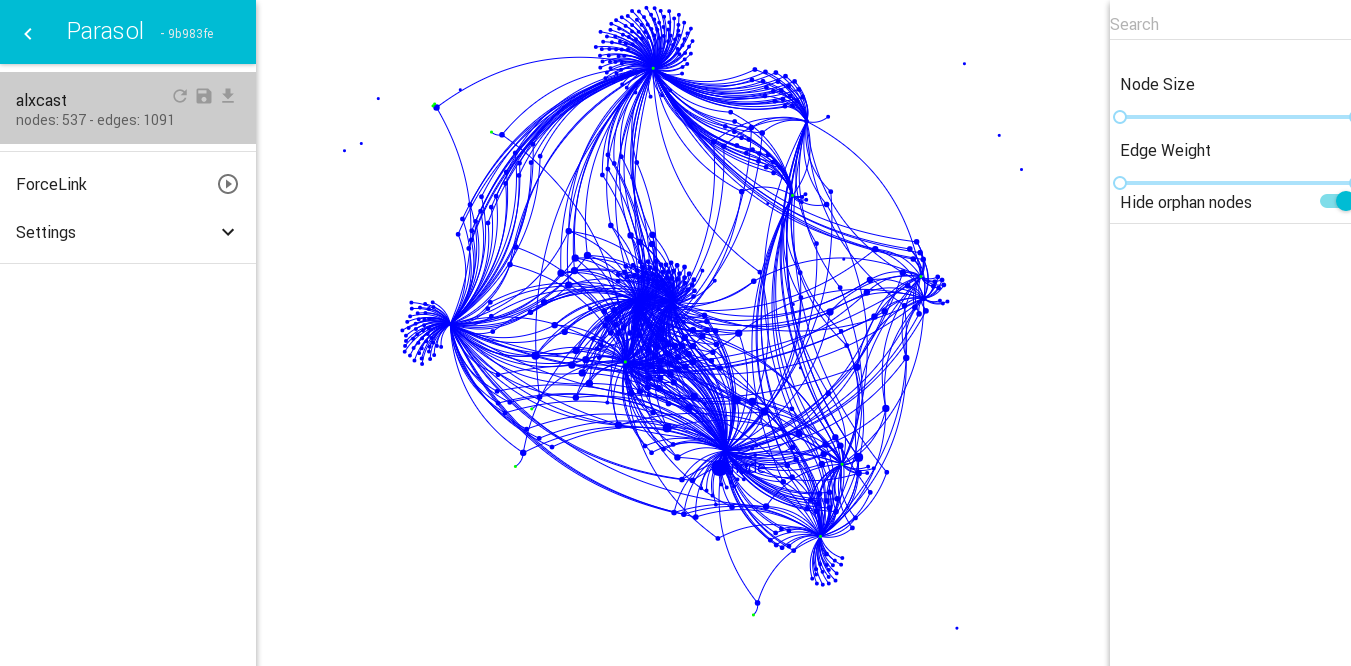 Parasol - 9b983fe
alxcast
nodes: 537 - edges: 1091
ForceLink
Settings
Search
Node Size
Edge Weight
Hide orphan nodes